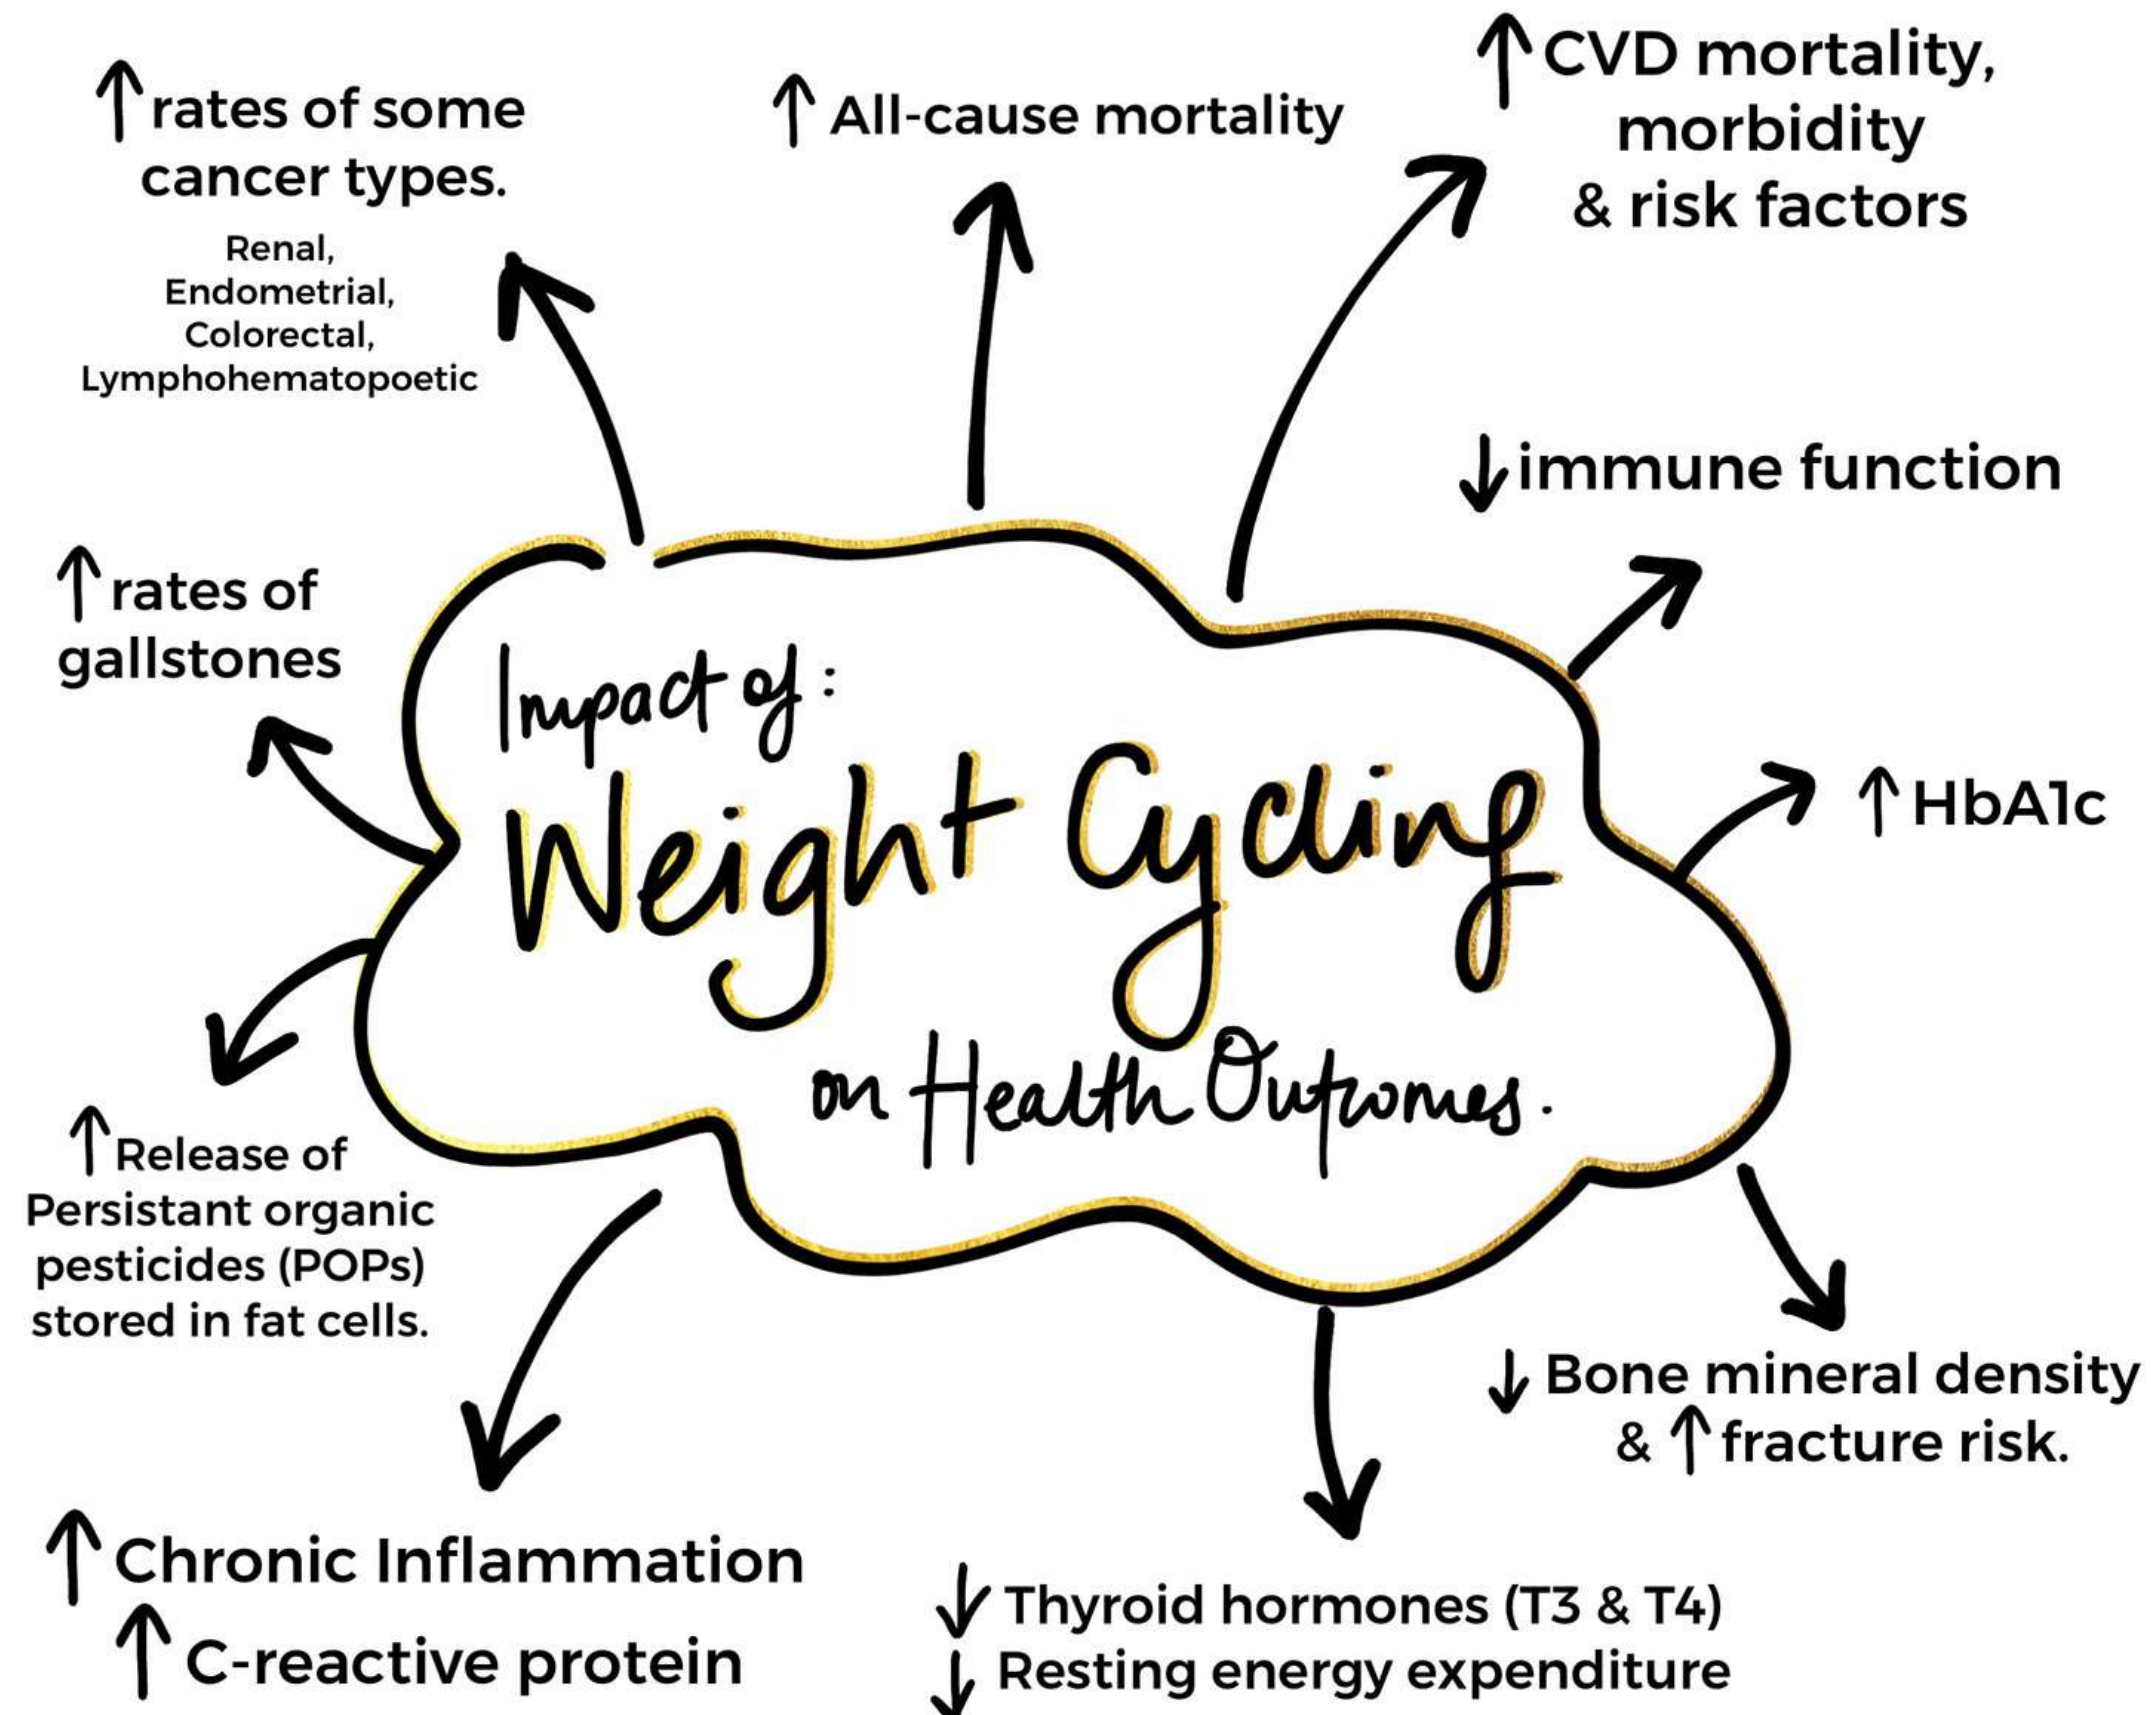 ↑ rates of some
cancer types.
Renal,
Endometrial,
Colorectal,
Lymphohematopoetic
↑ All-cause mortality
↑ CVD mortality,
morbidity
& risk factors
↓ immune function
↑ rates of
gallstones
Impact of:
Weight Cycling
on Health Outcomes.
↑ HbA1c
↑ Release of
Persistant organic
pesticides (POPs)
stored in fat cells.
↓ Bone mineral density
& ↑ fracture risk.
↑ Chronic Inflammation
↑ C-reactive protein
↓ Thyroid hormones (T3 & T4)
↓ Resting energy expenditure